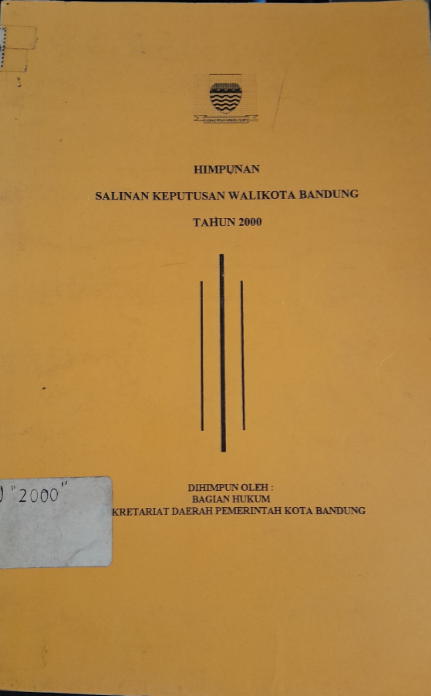 HIMPUNAN
SALINAN KEPUTUSAN WALIKOTA BANDUNG
TAHUN 2000
DIHIMPUN OLEH :
BAGIAN HUKUM
KRETARIAT DAERAH PEMERINTAH KOTA BANDUNG
"2000"